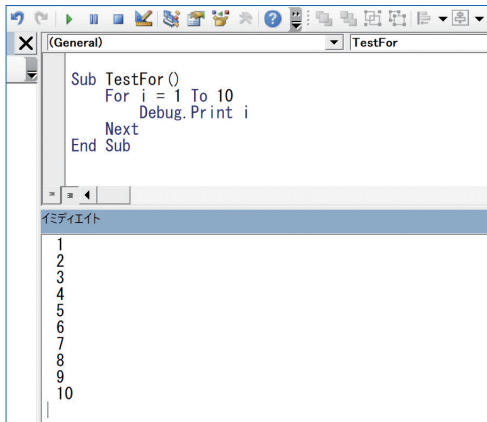 (General)
TestFor
Sub TestFor()
For i = 1 To 10
Debug.Print i
Next
End Sub
イミディエイト
1
2
3
4
5
6
7
8
9
10